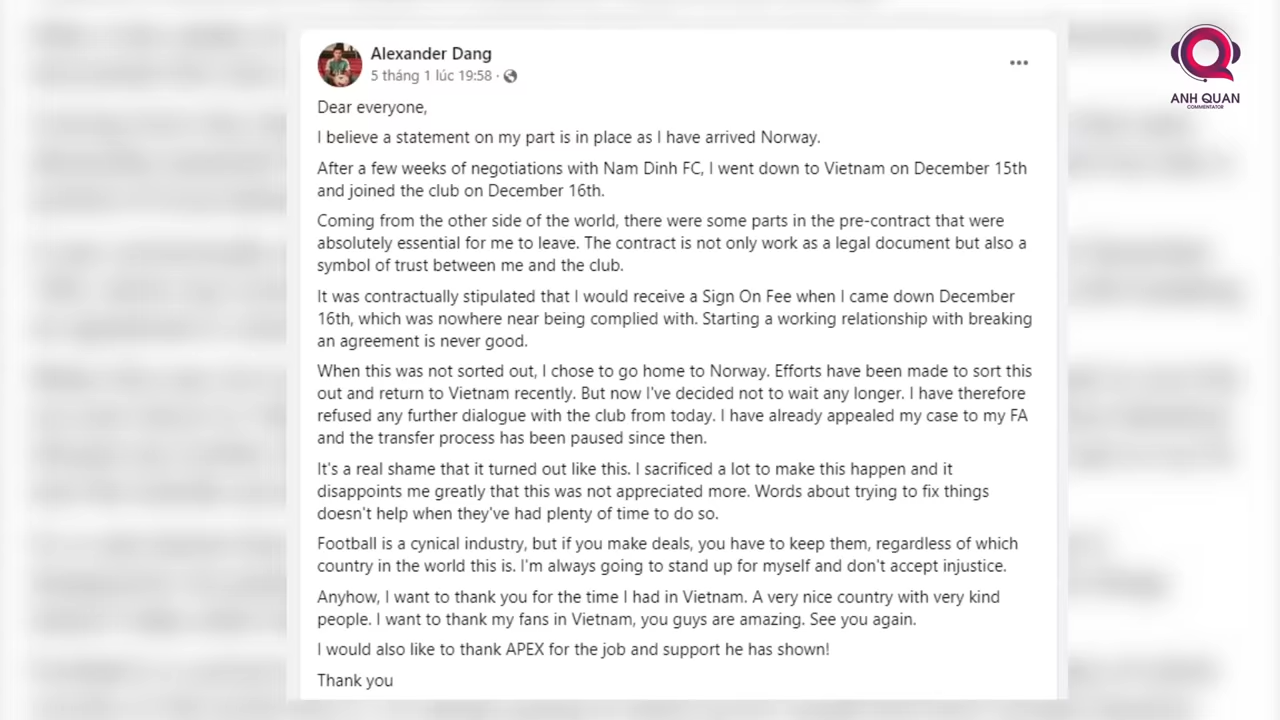 Alexander Dang
5 tháng 1 lúc 19:58 ·
Dear everyone,
I believe a statement on my part is in place as I have arrived Norway.
After a few weeks of negotiations with Nam Dinh FC, I went down to Vietnam on December 15th
and joined the club on December 16th.
Coming from the other side of the world, there were some parts in the pre-contract that were
absolutely essential for me to leave. The contract is not only work as a legal document but also a
symbol of trust between me and the club.
It was contractually stipulated that I would receive a Sign On Fee when I came down December
16th, which was nowhere near being complied with. Starting a working relationship with breaking
an agreement is never good.
When this was not sorted out, I chose to go home to Norway. Efforts have been made to sort this
out and return to Vietnam recently. But now I've decided not to wait any longer. I have therefore
refused any further dialogue with the club from today. I have already appealed my case to my FA
and the transfer process has been paused since then.
It's a real shame that it turned out like this. I sacrificed a lot to make this happen and it
disappoints me greatly that this was not appreciated more. Words about trying to fix things
doesn't help when they've had plenty of time to do so.
Football is a cynical industry, but if you make deals, you have to keep them, regardless of which
country in the world this is. I'm always going to stand up for myself and don't accept injustice.
Anyhow, I want to thank you for the time I had in Vietnam. A very nice country with very kind
people. I want to thank my fans in Vietnam, you guys are amazing. See you again.
I would also like to thank APEX for the job and support he has shown!
Thank you
ANH QUAN
COMMENTATOR